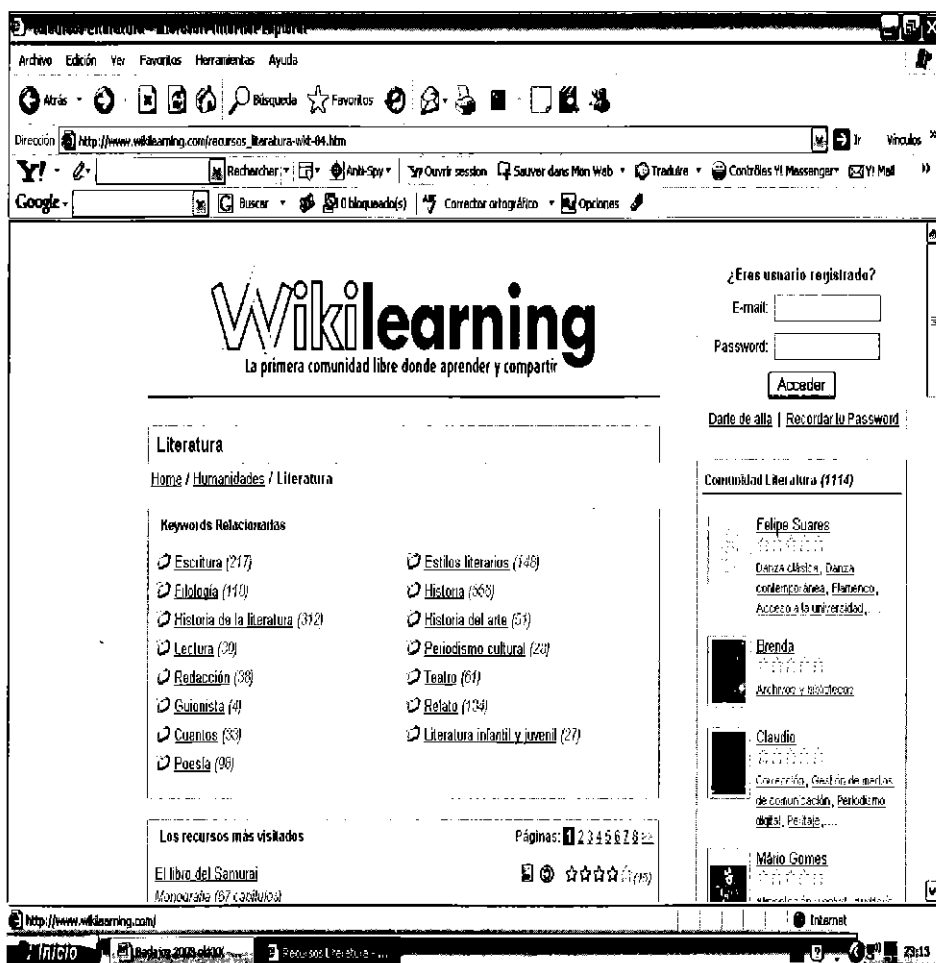 Archivo Edición Ver Favoritos Herramientas Ayuda
Atrás Búsqueda Favoritos
Dirección http://www.wikilearning.com/recursos_literatura-wkt-84.htm Ir Vínculos »
Y! Rechercher Anti-Spy Ouvrir session Sauver dans Mon Web Traduire Contrôles Y! Messenger Y! Mail »
Google Buscar 0 bloqueado(s) Corrector ortográfico Opciones
Wikilearning
La primera comunidad libre donde aprender y compartir
¿Eres usuario registrado?
E-mail:
Password:
Acceder
Darte de alta | Recordar tu Password
Literatura
Home / Humanidades / Literatura
Keywords Relacionadas
Escritura (217)
Filología (110)
Historia de la literatura (312)
Lectura
Redacción (38)
Guionista (4)
Cuentos (33)
Poesía (98)
Estilos literarios (148)
Historia
Historia del arte (51)
Periodismo cultural
Teatro (61)
Relato (134)
Literatura infantil y juvenil (27)
Los recursos más visitados Páginas: 1 2 3 4 5 6 7 8 >>
El libro del Samurai
Monografía (67 capítulos)
Comunidad Literatura (1114)
Felipe Suares
Danza clásica, Danza
contemporánea, Flamenco,
Acceso a la universidad,...
Brenda
Archivos y bibliotecas
Claudio
Corrección, Gestión de medios
de comunicación, Periodismo
digital, Peritaje,...
Mário Gomes
http://www.wikilearning.com/ Internet
Inicio Recursos Literatura - ... 23:13